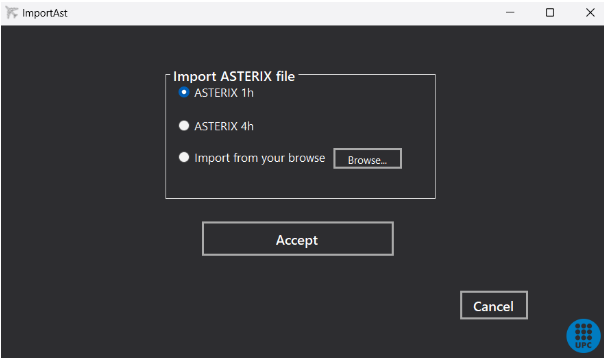 ImportAst
Import ASTERIX file
ASTERIX 1h
ASTERIX 4h
Import from your browse
Browse...
Accept
Cancel
UPC